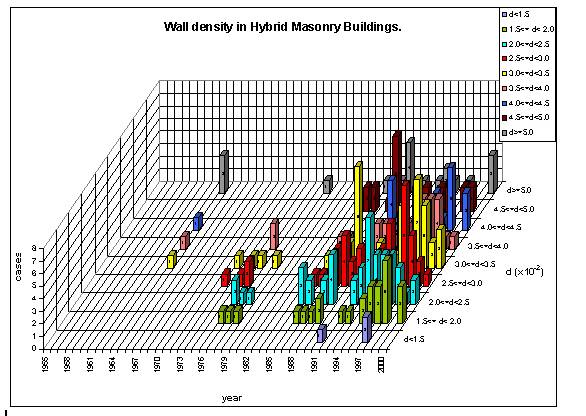 Wall density in Hybrid Masonry Buildings.
d<1.5
1.5<= d< 2.0
2.0<=d<2.5
2.5<=d<3.0
3.0<=d<3.5
3.5<=d<4.0
4.0<=d<4.5
4.5<=d<5.0
d>=5.0
d>=5.0
4.5<=d<5.0
4.0<=d<4.5
3.5<=d<4.0
3.0<=d<3.5
2.5<=d<3.0
2.0<=d<2.5
1.5<= d< 2.0
d<1.5
d (×10⁻²)
cases
8
7
6
5
4
3
2
1
0
1955 1958 1961 1964 1967 1970 1973 1976 1979 1982 1985 1988 1991 1994 1997 2000
year